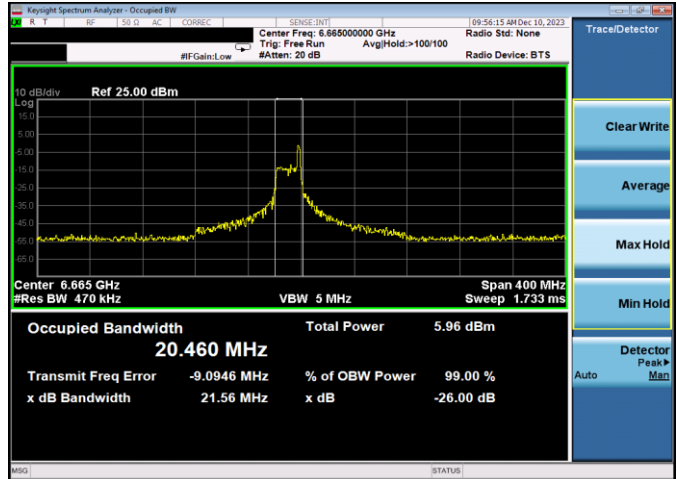 Keysight Spectrum Analyzer - Occupied BW
R T RF 50 Ω AC CORREC SENSE:INT 09:56:15 AM Dec 10, 2023
Center Freq: 6.665000000 GHz Radio Std: None
Trig: Free Run Avg|Hold:>100/100
#IFGain:Low #Atten: 20 dB Radio Device: BTS
10 dB/div Ref 25.00 dBm
Log
15.0
5.00
-5.00
-15.0
-25.0
-35.0
-45.0
-55.0
-65.0
Center 6.665 GHz Span 400 MHz
#Res BW 470 kHz VBW 5 MHz Sweep 1.733 ms
Occupied Bandwidth Total Power 5.96 dBm
20.460 MHz
Transmit Freq Error -9.0946 MHz % of OBW Power 99.00 %
x dB Bandwidth 21.56 MHz x dB -26.00 dB
MSG STATUS
Trace/Detector
Clear Write
Average
Max Hold
Min Hold
Detector
Peak▶
Auto Man